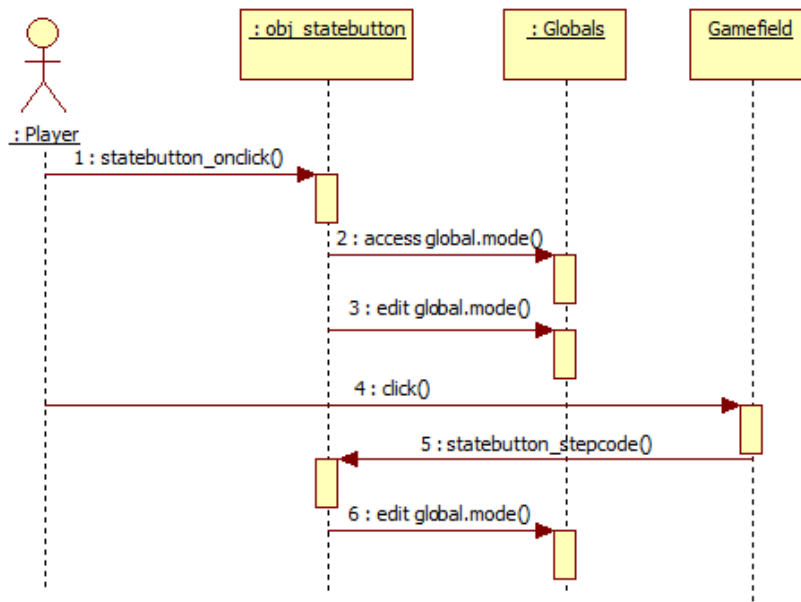 : obj_statebutton
: Globals
Gamefield
: Player
1 : statebutton_onclick()
2 : access global.mode()
3 : edit global.mode()
4 : click()
5 : statebutton_stepcode()
6 : edit global.mode()